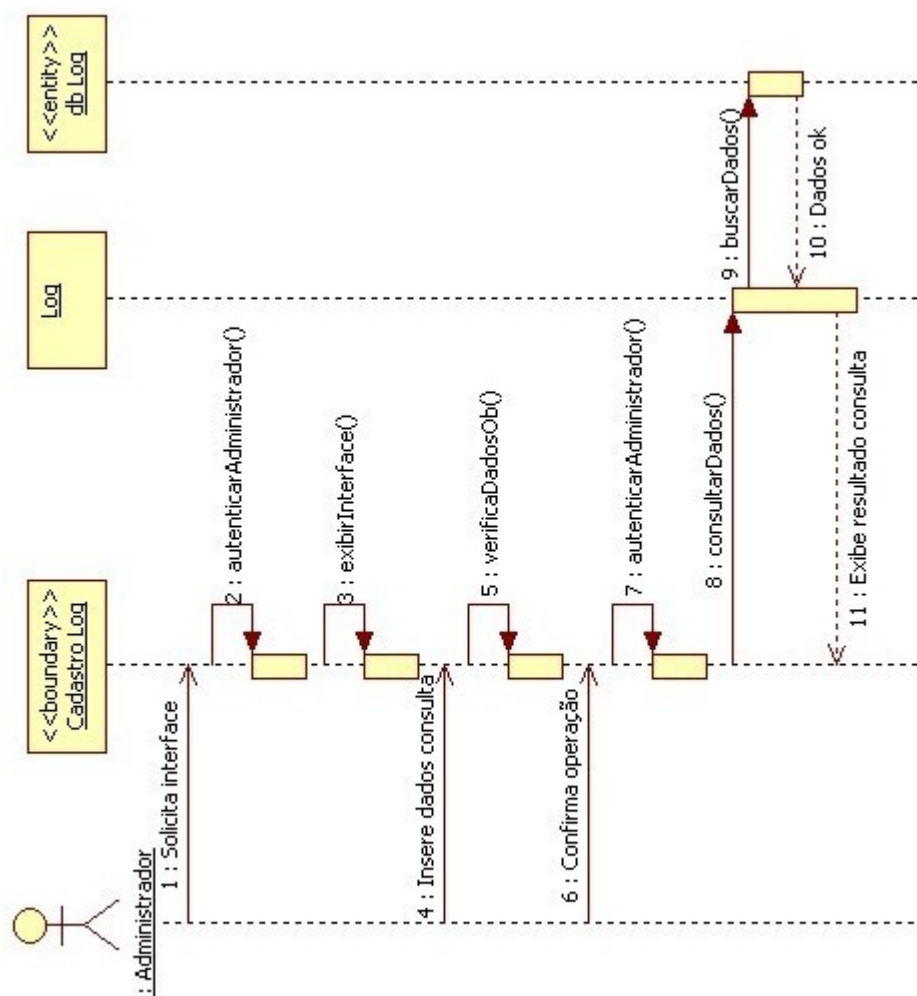 : Administrador
<<boundary>>
Cadastro Log
Log
<<entity>>
db Log
1 : Solicita interface
2 : autenticarAdministrador()
3 : exibirInterface()
4 : Insere dados consulta
5 : verificaDadosOb()
6 : Confirma operação
7 : autenticarAdministrador()
8 : consultarDados()
9 : buscarDados()
10 : Dados ok
11 : Exibe resultado consulta